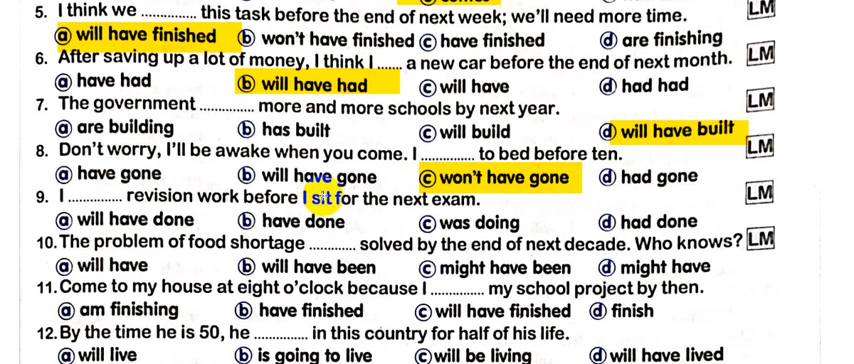 5. I think we .............. this task before the end of next week; we'll need more time. LM
ⓐ will have finished ⓑ won't have finished ⓒ have finished ⓓ are finishing
6. After saving up a lot of money, I think I ....... a new car before the end of next month. LM
ⓐ have had ⓑ will have had ⓒ will have ⓓ had had
7. The government .............. more and more schools by next year. LM
ⓐ are building ⓑ has built ⓒ will build ⓓ will have built
8. Don't worry, I'll be awake when you come. I .............. to bed before ten. LM
ⓐ have gone ⓑ will have gone ⓒ won't have gone ⓓ had gone
9. I .............. revision work before I sit for the next exam. LM
ⓐ will have done ⓑ have done ⓒ was doing ⓓ had done
10. The problem of food shortage ............ solved by the end of next decade. Who knows? LM
ⓐ will have ⓑ will have been ⓒ might have been ⓓ might have
11. Come to my house at eight o'clock because I .............. my school project by then.
ⓐ am finishing ⓑ have finished ⓒ will have finished ⓓ finish
12. By the time he is 50, he .............. in this country for half of his life.
ⓐ will live ⓑ is going to live ⓒ will be living ⓓ will have lived